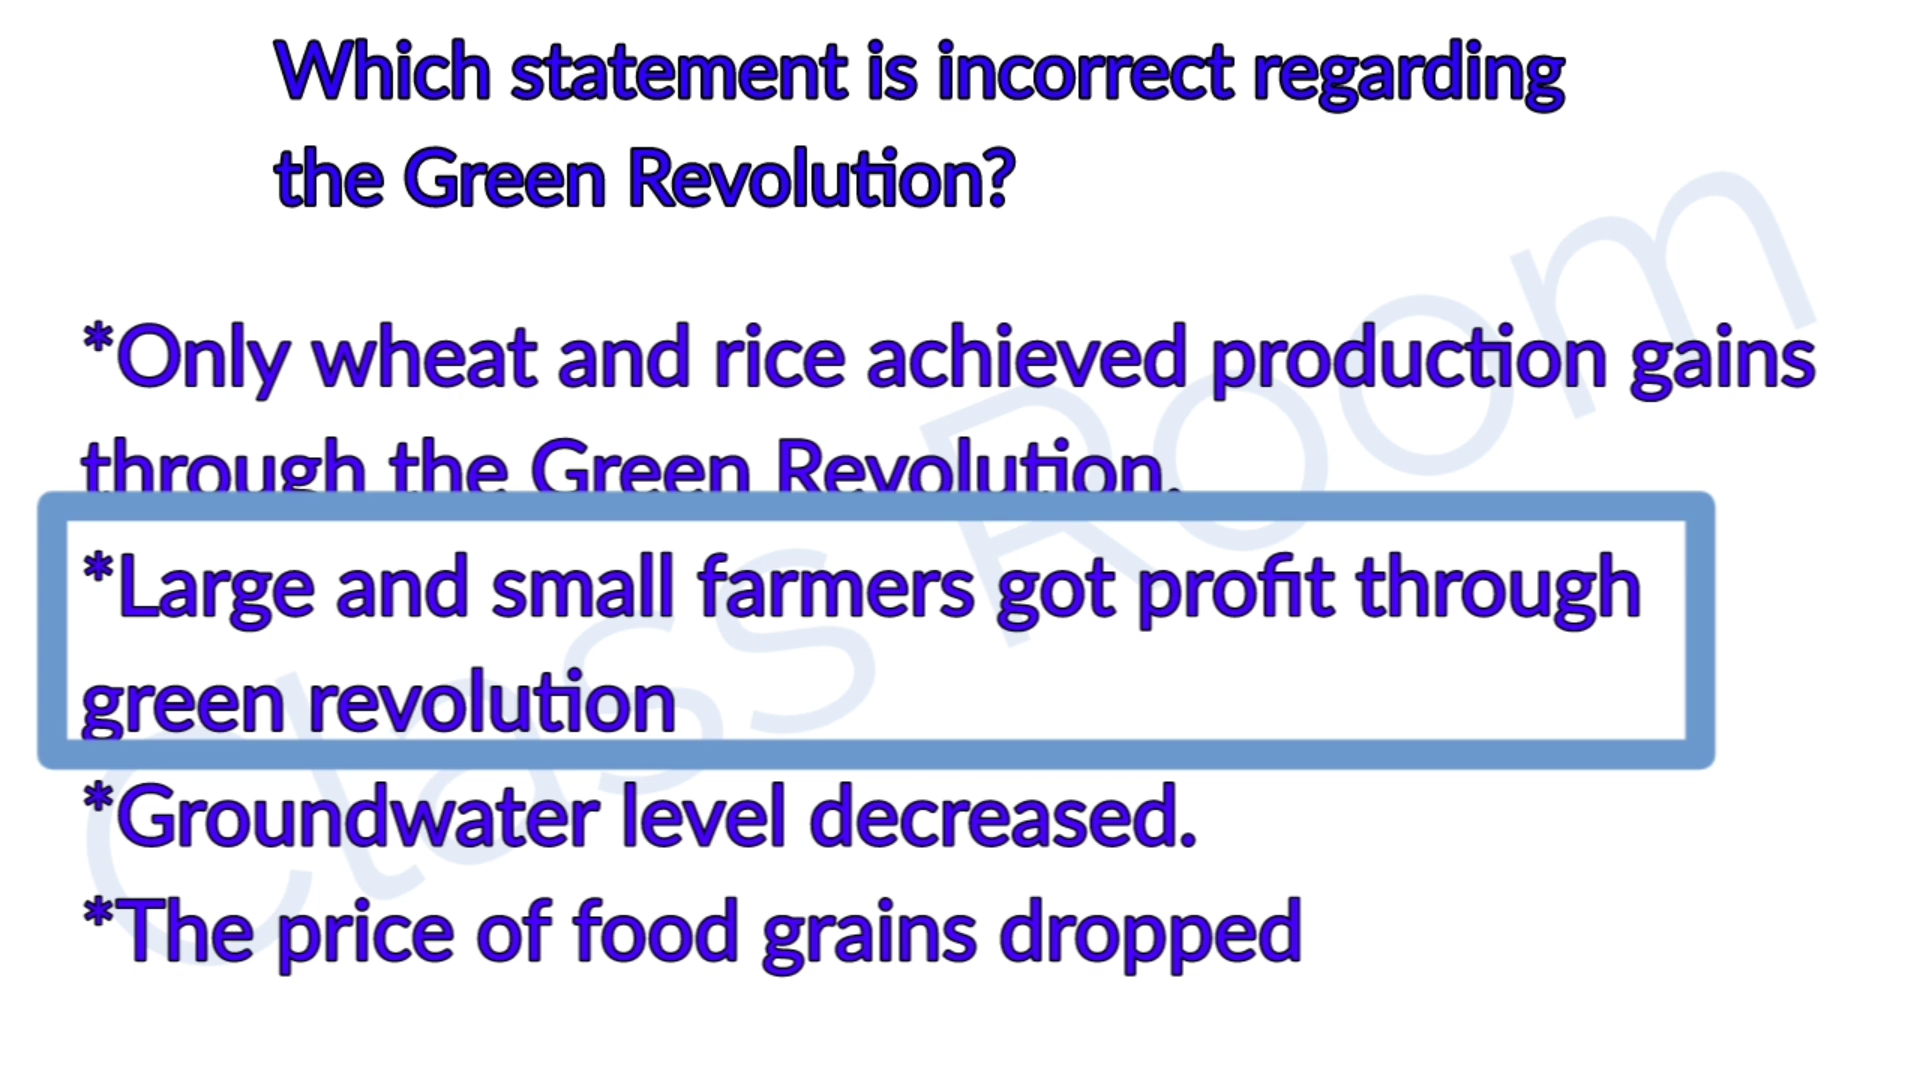 Which statement is incorrect regarding
the Green Revolution?
*Only wheat and rice achieved production gains
through the Green Revolution.
*Large and small farmers got profit through
green revolution
*Groundwater level decreased.
*The price of food grains dropped
Class Room